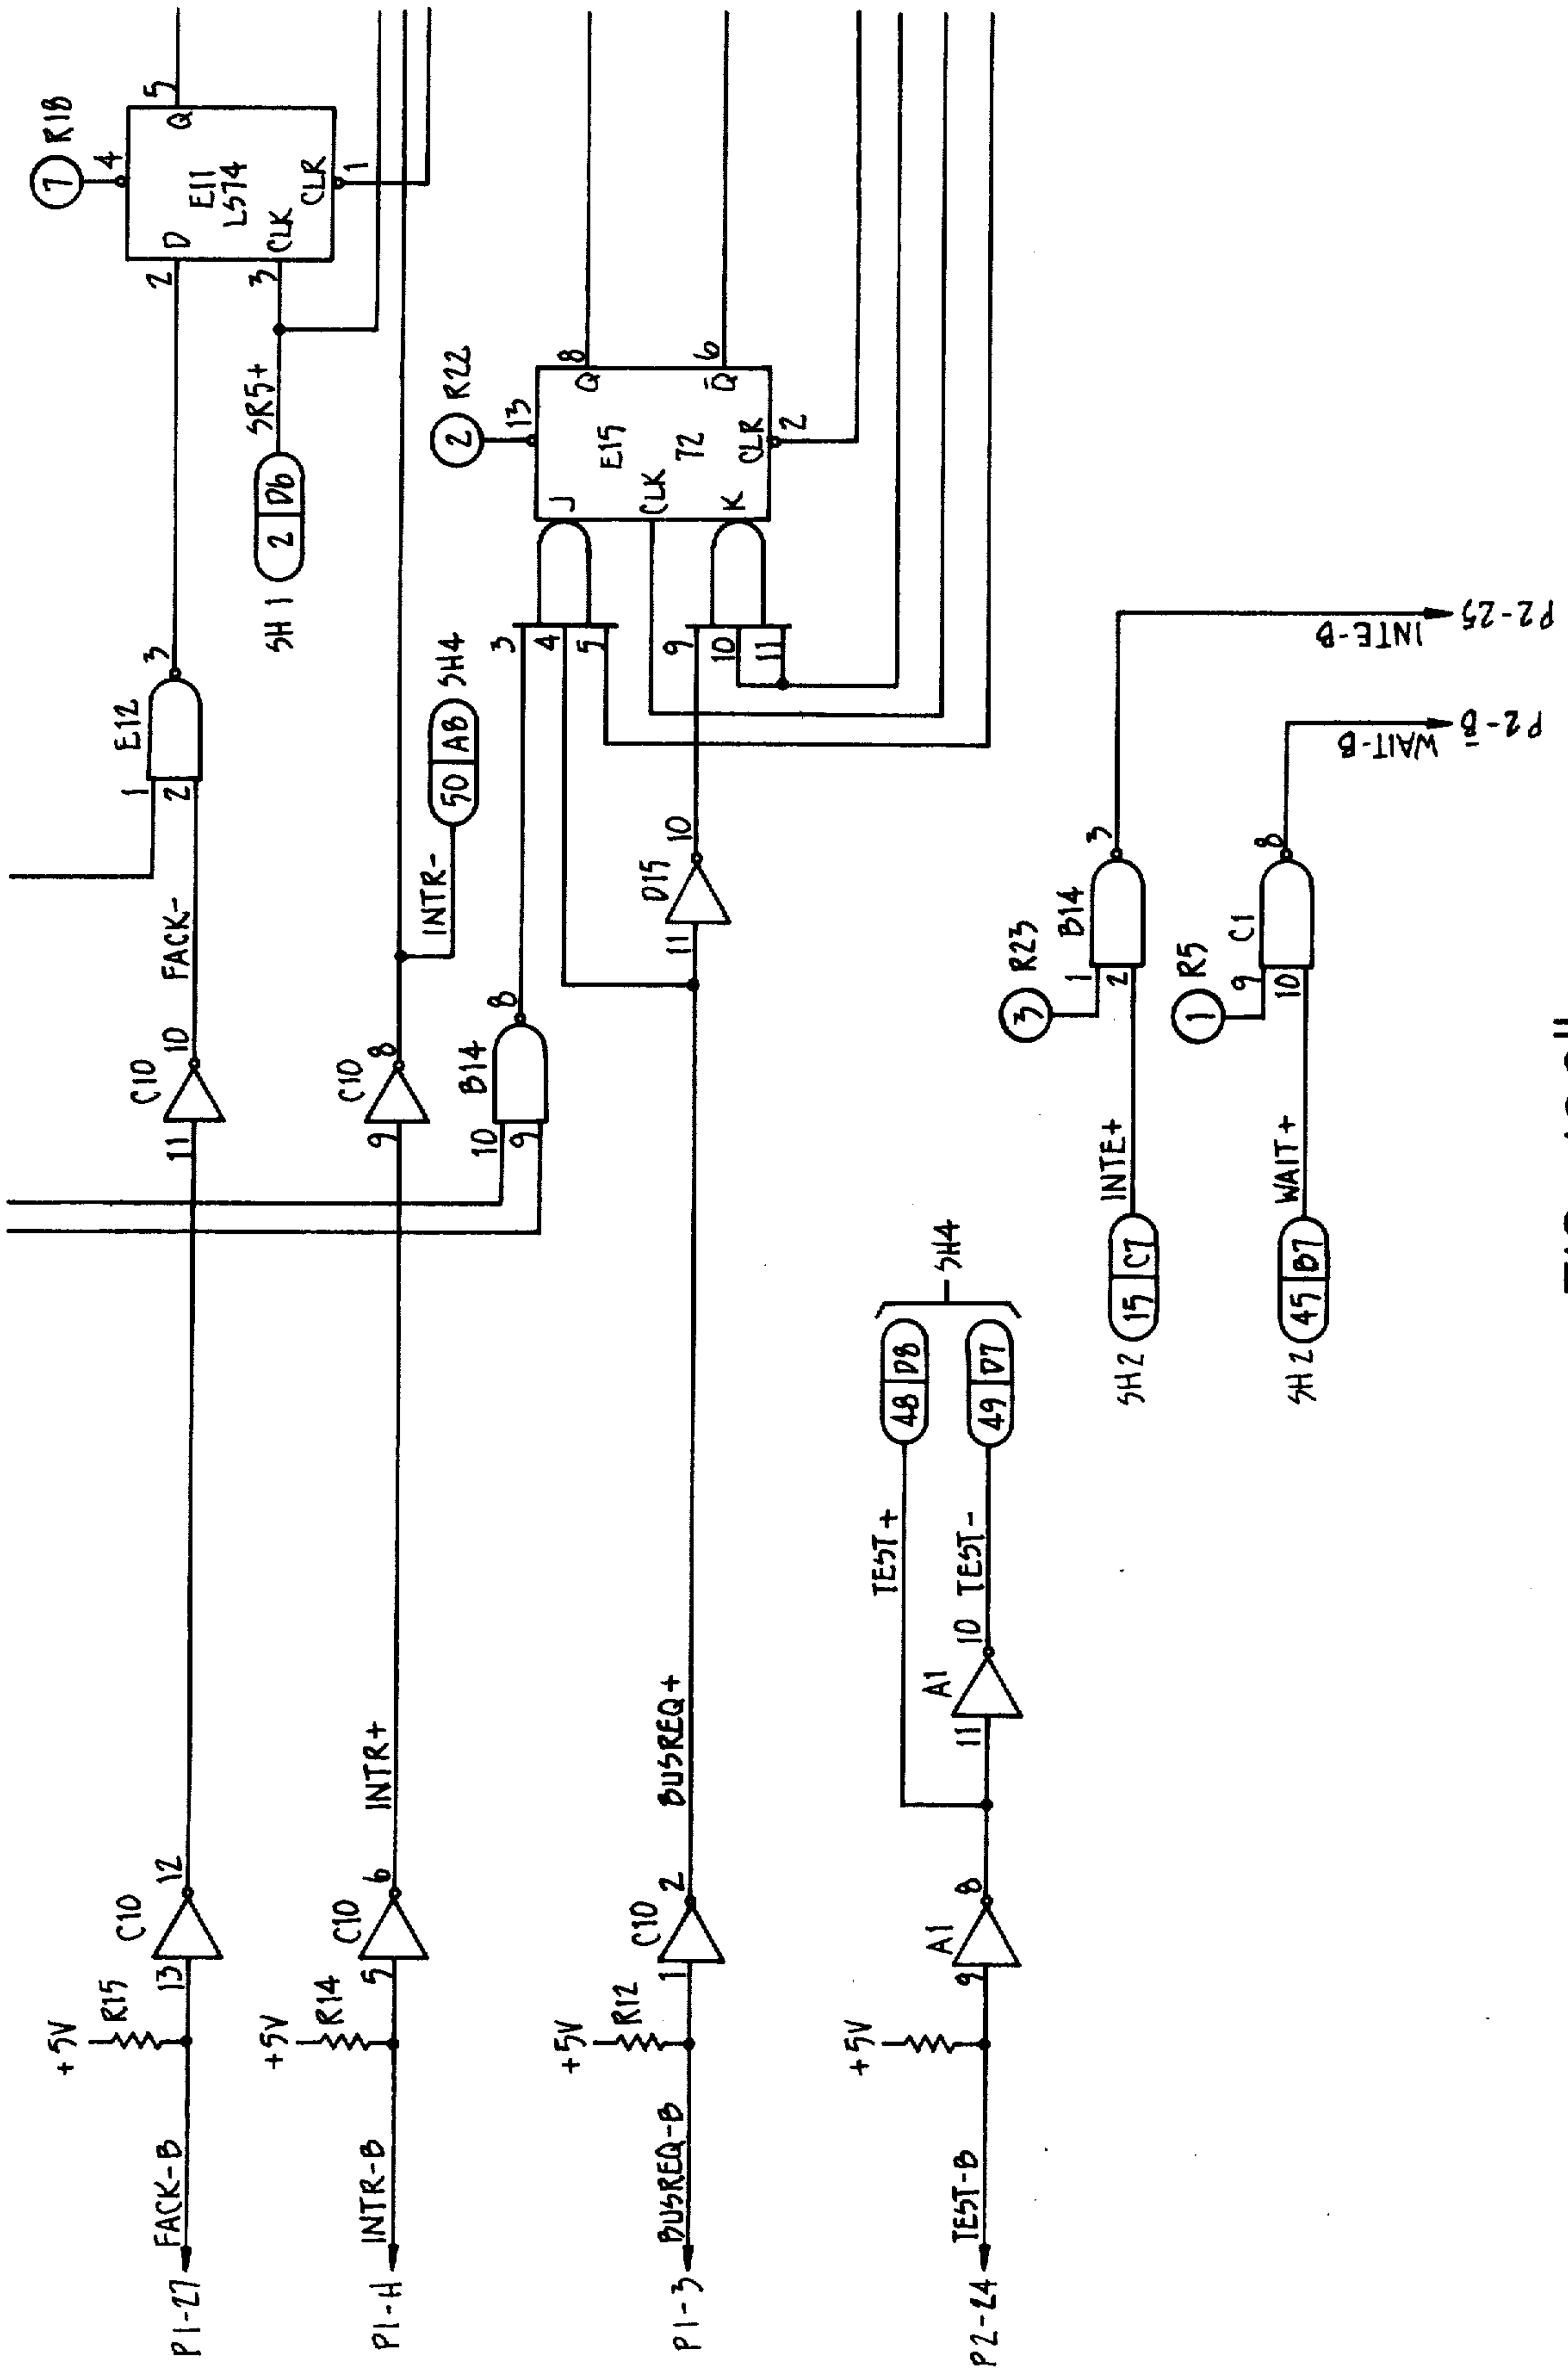 P1-27
FACK-B
+5V
R15
13
C10
12
11
C10
10
FACK-
1
2
E12
3
2
D
E11
LS74
CLK
3
CLR
1
Q
5
4
7
R18
SH 1
2 D6
SR5+
P1-H
INTR-B
+5V
R14
5
C10
6
INTR+
9
C10
8
INTR-
50 A8
SH4
10
9
B14
8
P1-3
BUSREQ-B
+5V
R12
1
C10
2
BUSREQ+
11
D15
10
3
4
5
9
10
11
J
CLK
K
E15
72
CLR
2
Q
8
Q̄
6
13
2
R22
P2-24
TEST-B
+5V
9
A1
8
11
A1
10
TEST-
TEST+
48 D8
49 D7
SH4
SH2
15 C7
INTE+
3
R23
1
2
B14
3
INTE-B
P2-25
SH2
45 B7
WAIT+
1
R5
9
10
C1
8
WAIT-B
P2-B̄